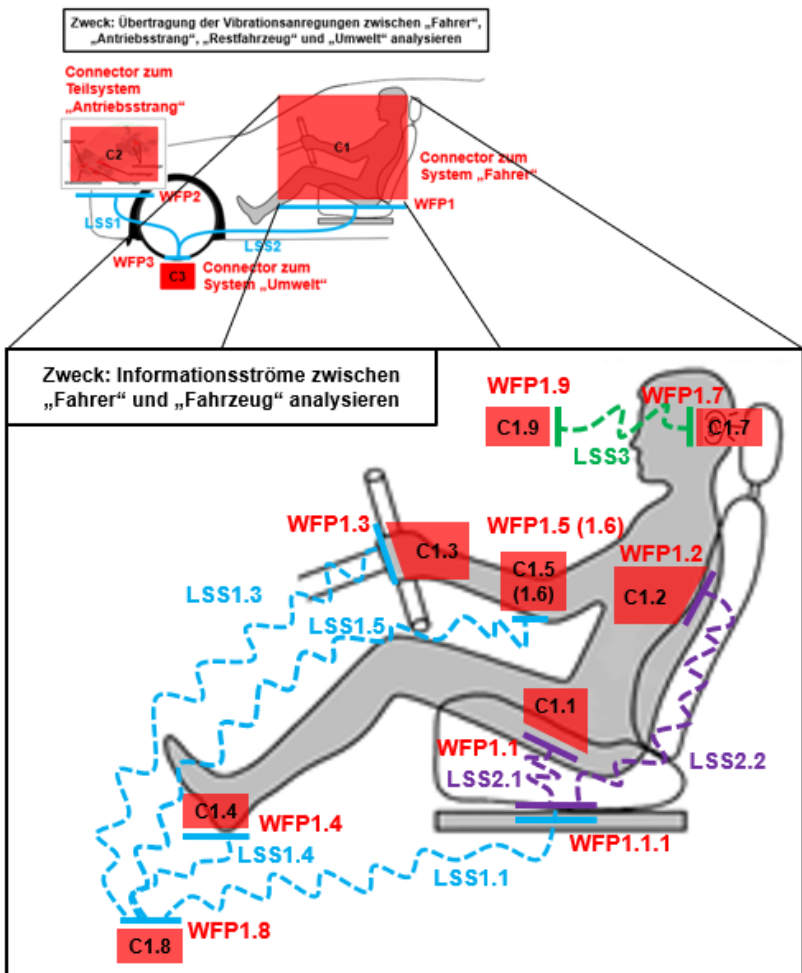 Zweck: Übertragung der Vibrationsanregungen zwischen „Fahrer“,
„Antriebsstrang“, „Restfahrzeug“ und „Umwelt“ analysieren
Connector zum
Teilsystem
„Antriebsstrang“
C2
C1
Connector zum
System „Fahrer“
WFP2
WFP1
LSS1
LSS2
WFP3
C3
Connector zum
System „Umwelt“
Zweck: Informationsströme zwischen
„Fahrer“ und „Fahrzeug“ analysieren
WFP1.9
WFP1.7
C1.9
C1.7
LSS3
WFP1.3
WFP1.5 (1.6)
C1.3
C1.5
(1.6)
WFP1.2
C1.2
LSS1.3
LSS1.5
C1.1
WFP1.1
LSS2.1
LSS2.2
C1.4
WFP1.4
WFP1.1.1
LSS1.4
LSS1.1
WFP1.8
C1.8